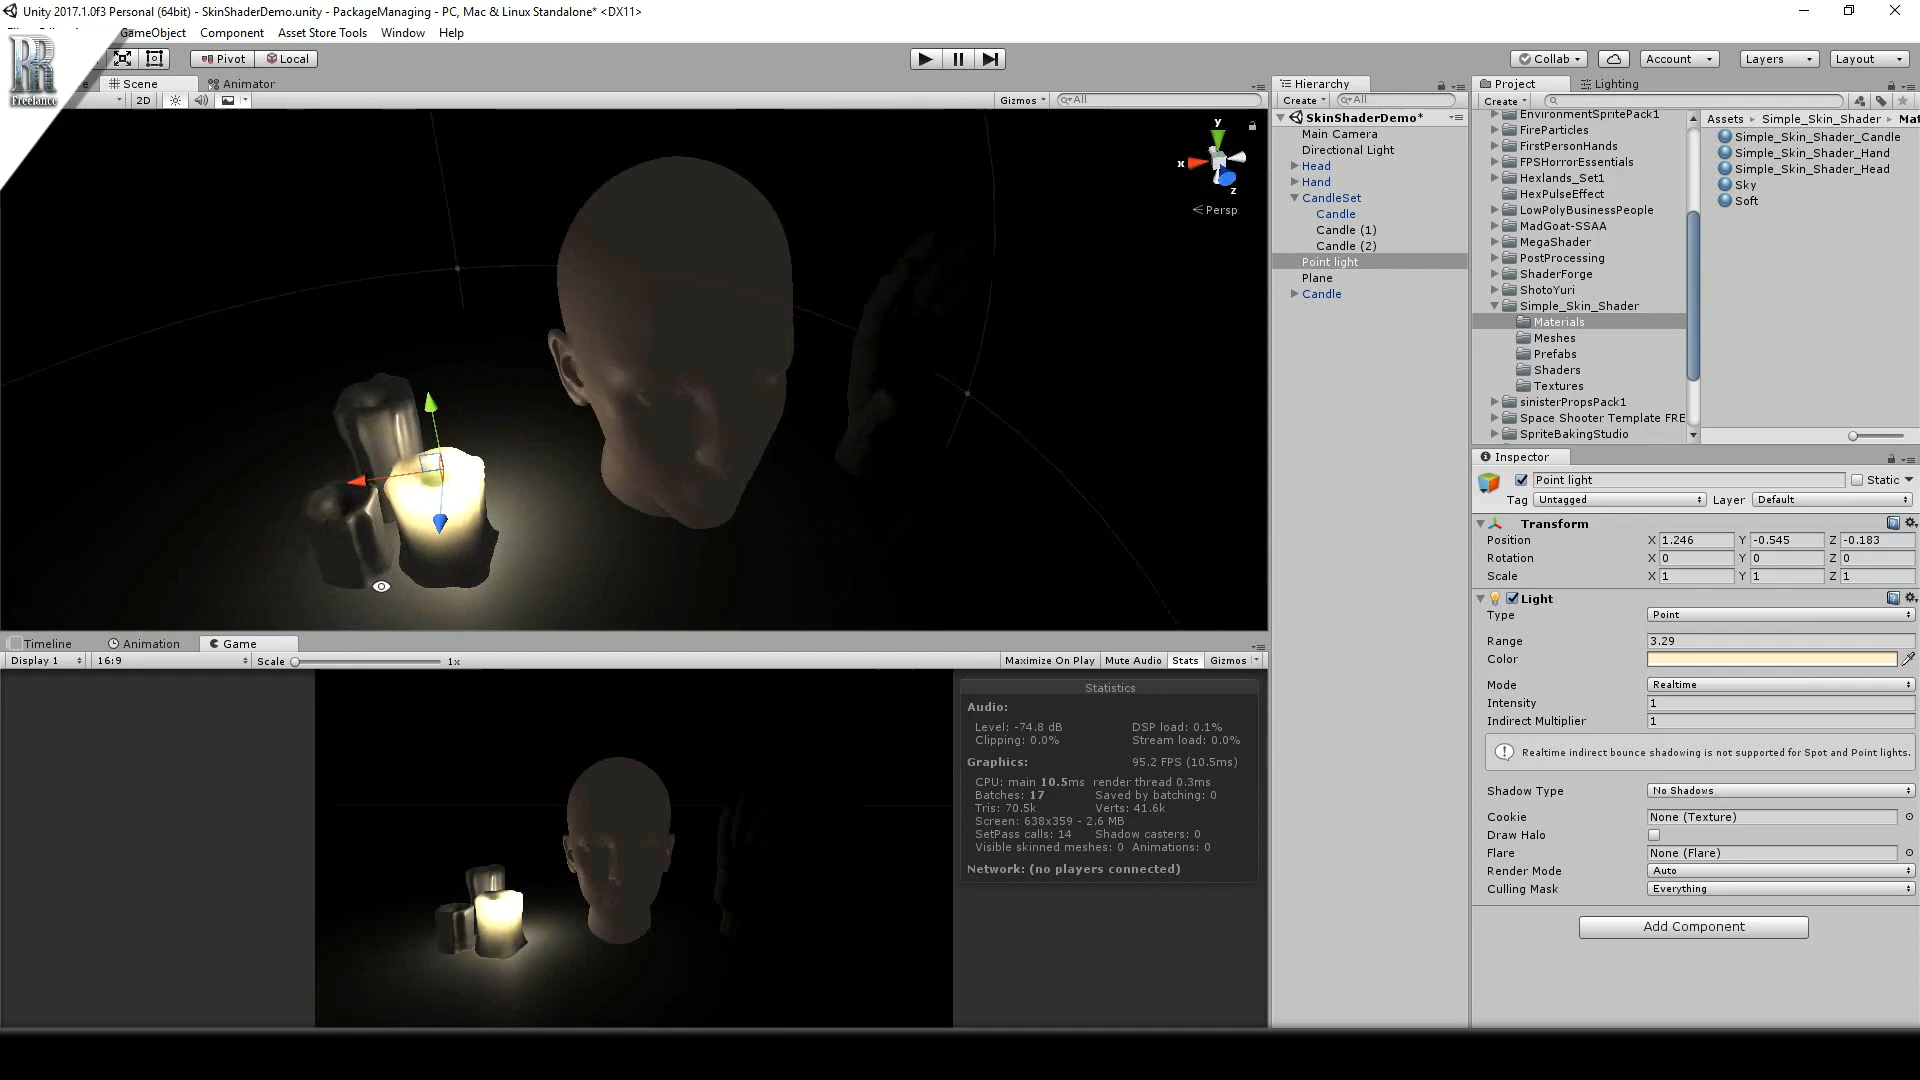 Unity 2017.1.0f3 Personal (64bit) - SkinShaderDemo.unity - PackageManaging - PC, Mac & Linux Standalone* <DX11>
GameObject Component Asset Store Tools Window Help
RR
Freelance
Pivot Local
Collab Account Layers Layout
Scene Animator
2D Gizmos All
y
x
z
Persp
Hierarchy
Create All
SkinShaderDemo*
Main Camera
Directional Light
Head
Hand
CandleSet
Candle
Candle (1)
Candle (2)
Point light
Plane
Candle
Project Lighting
Create
EnvironmentSpritePack1
FireParticles
FirstPersonHands
FPSHorrorEssentials
Hexlands_Set1
HexPulseEffect
LowPolyBusinessPeople
MadGoat-SSAA
MegaShader
PostProcessing
ShaderForge
ShotoYuri
Simple_Skin_Shader
Materials
Meshes
Prefabs
Shaders
Textures
sinisterPropsPack1
Space Shooter Template FRE
SpriteBakingStudio
Assets Simple_Skin_Shader Mat
Simple_Skin_Shader_Candle
Simple_Skin_Shader_Hand
Simple_Skin_Shader_Head
Sky
Soft
Inspector
Point light Static
Tag Untagged Layer Default
Transform
Position X 1.246 Y -0.545 Z -0.183
Rotation X 0 Y 0 Z 0
Scale X 1 Y 1 Z 1
Light
Type Point
Range 3.29
Color
Mode Realtime
Intensity 1
Indirect Multiplier 1
Realtime indirect bounce shadowing is not supported for Spot and Point lights.
Shadow Type No Shadows
Cookie None (Texture)
Draw Halo
Flare None (Flare)
Render Mode Auto
Culling Mask Everything
Add Component
Timeline Animation Game
Display 1 16:9 Scale 1x Maximize On Play Mute Audio Stats Gizmos
Statistics
Audio:
Level: -74.8 dB DSP load: 0.1%
Clipping: 0.0% Stream load: 0.0%
Graphics: 95.2 FPS (10.5ms)
CPU: main 10.5ms render thread 0.3ms
Batches: 17 Saved by batching: 0
Tris: 70.5k Verts: 41.6k
Screen: 638x359 - 2.6 MB
SetPass calls: 14 Shadow casters: 0
Visible skinned meshes: 0 Animations: 0
Network: (no players connected)